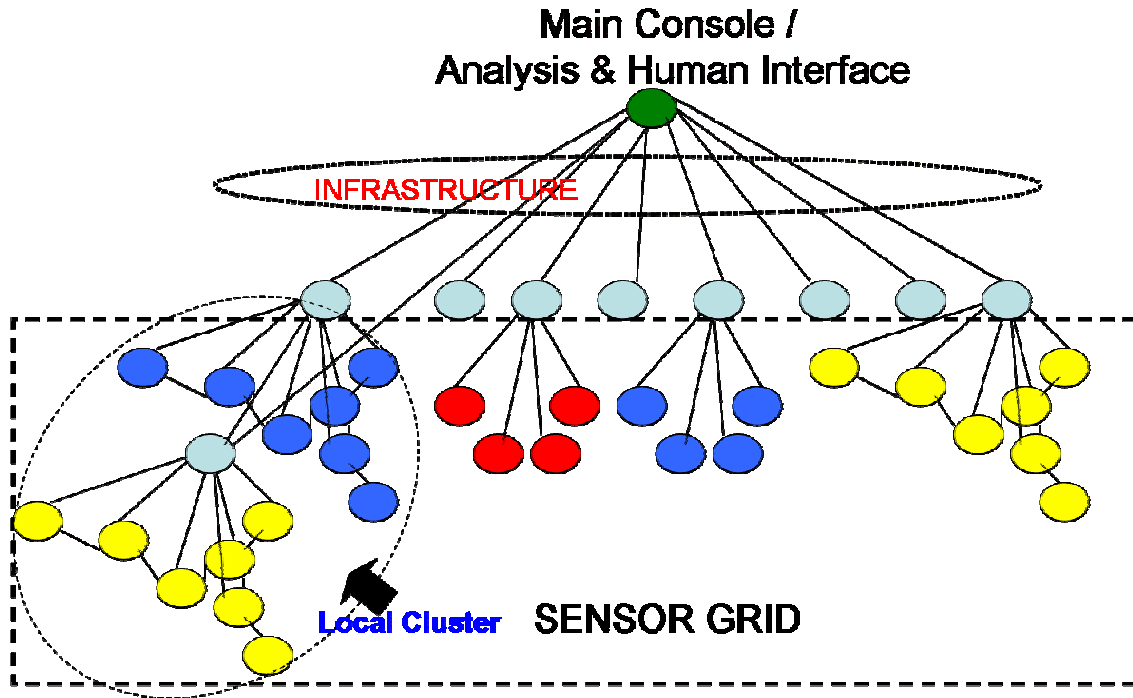 Main Console /
Analysis & Human Interface
INFRASTRUCTURE
Local Cluster
SENSOR GRID